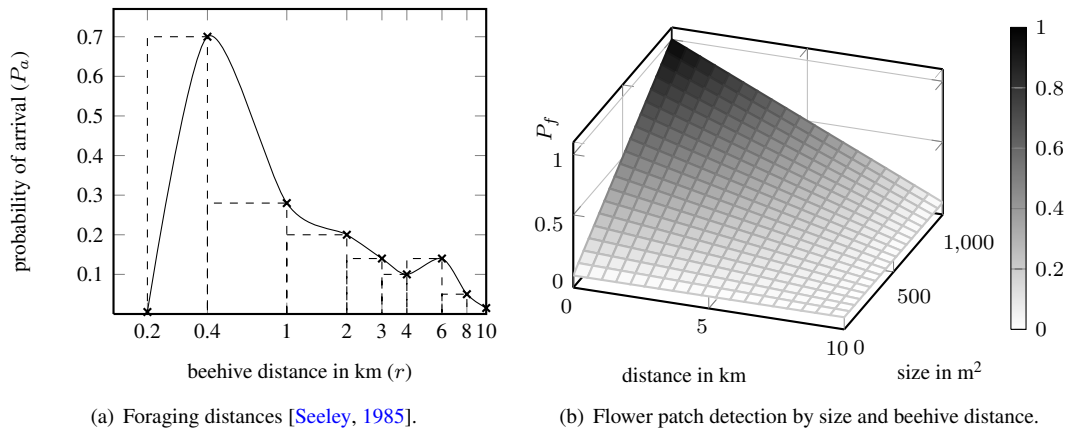 0.7
0.6
0.5
0.4
0.3
0.2
0.1
probability of arrival (Pₐ)
0.2 0.4 1 2 3 4 6 8 10
beehive distance in km (r)
(a) Foraging distances [Seeley, 1985].
P_f
1
0.5
0
0
5
10
distance in km
0
500
1,000
size in m²
1
0.8
0.6
0.4
0.2
0
(b) Flower patch detection by size and beehive distance.